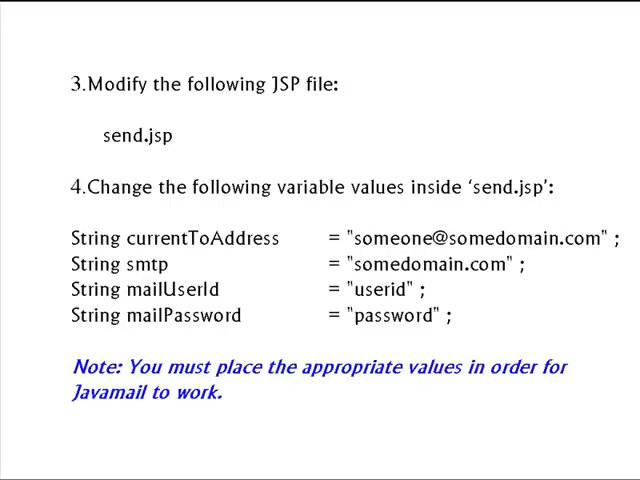 3.Modify the following JSP file:
send.jsp
4.Change the following variable values inside ‘send.jsp’:
String currentToAddress = "someone@somedomain.com" ;
String smtp = "somedomain.com" ;
String mailUserId = "userid" ;
String mailPassword = "password" ;
Note: You must place the appropriate values in order for
Javamail to work.